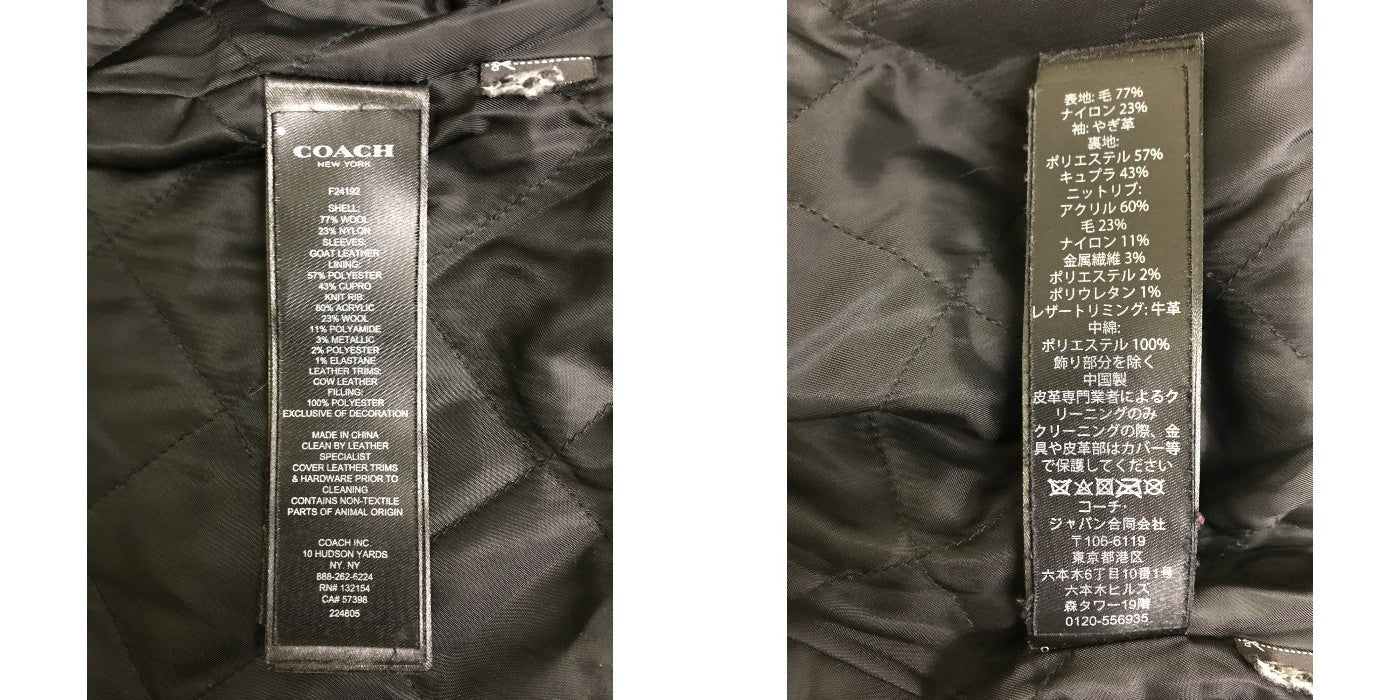 COACH
NEW YORK
F24192
SHELL:
77% WOOL
23% NYLON
SLEEVES:
GOAT LEATHER
LINING:
57% POLYESTER
43% CUPRO
KNIT RIB:
60% ACRYLIC
23% WOOL
11% POLYAMIDE
3% METALLIC
2% POLYESTER
1% ELASTANE
LEATHER TRIMS:
COW LEATHER
FILLING:
100% POLYESTER
EXCLUSIVE OF DECORATION
MADE IN CHINA
CLEAN BY LEATHER
SPECIALIST
COVER LEATHER TRIMS
& HARDWARE PRIOR TO
CLEANING
CONTAINS NON-TEXTILE
PARTS OF ANIMAL ORIGIN
COACH INC.
10 HUDSON YARDS
NY. NY
888-262-6224
RN# 132154
CA# 57398
224805
表地: 毛 77%
ナイロン 23%
袖: やぎ革
裏地:
ポリエステル 57%
キュプラ 43%
ニットリブ:
アクリル 60%
毛 23%
ナイロン 11%
金属繊維 3%
ポリエステル 2%
ポリウレタン 1%
レザートリミング: 牛革
中綿:
ポリエステル 100%
飾り部分を除く
中国製
皮革専門業者によるク
リーニングのみ
クリーニングの際、金
具や皮革部はカバー等
で保護してください
コーチ·
ジャパン合同会社
〒106-6119
東京都港区
六本木6丁目10番1号
六本木ヒルズ
森タワー19階
0120-556935